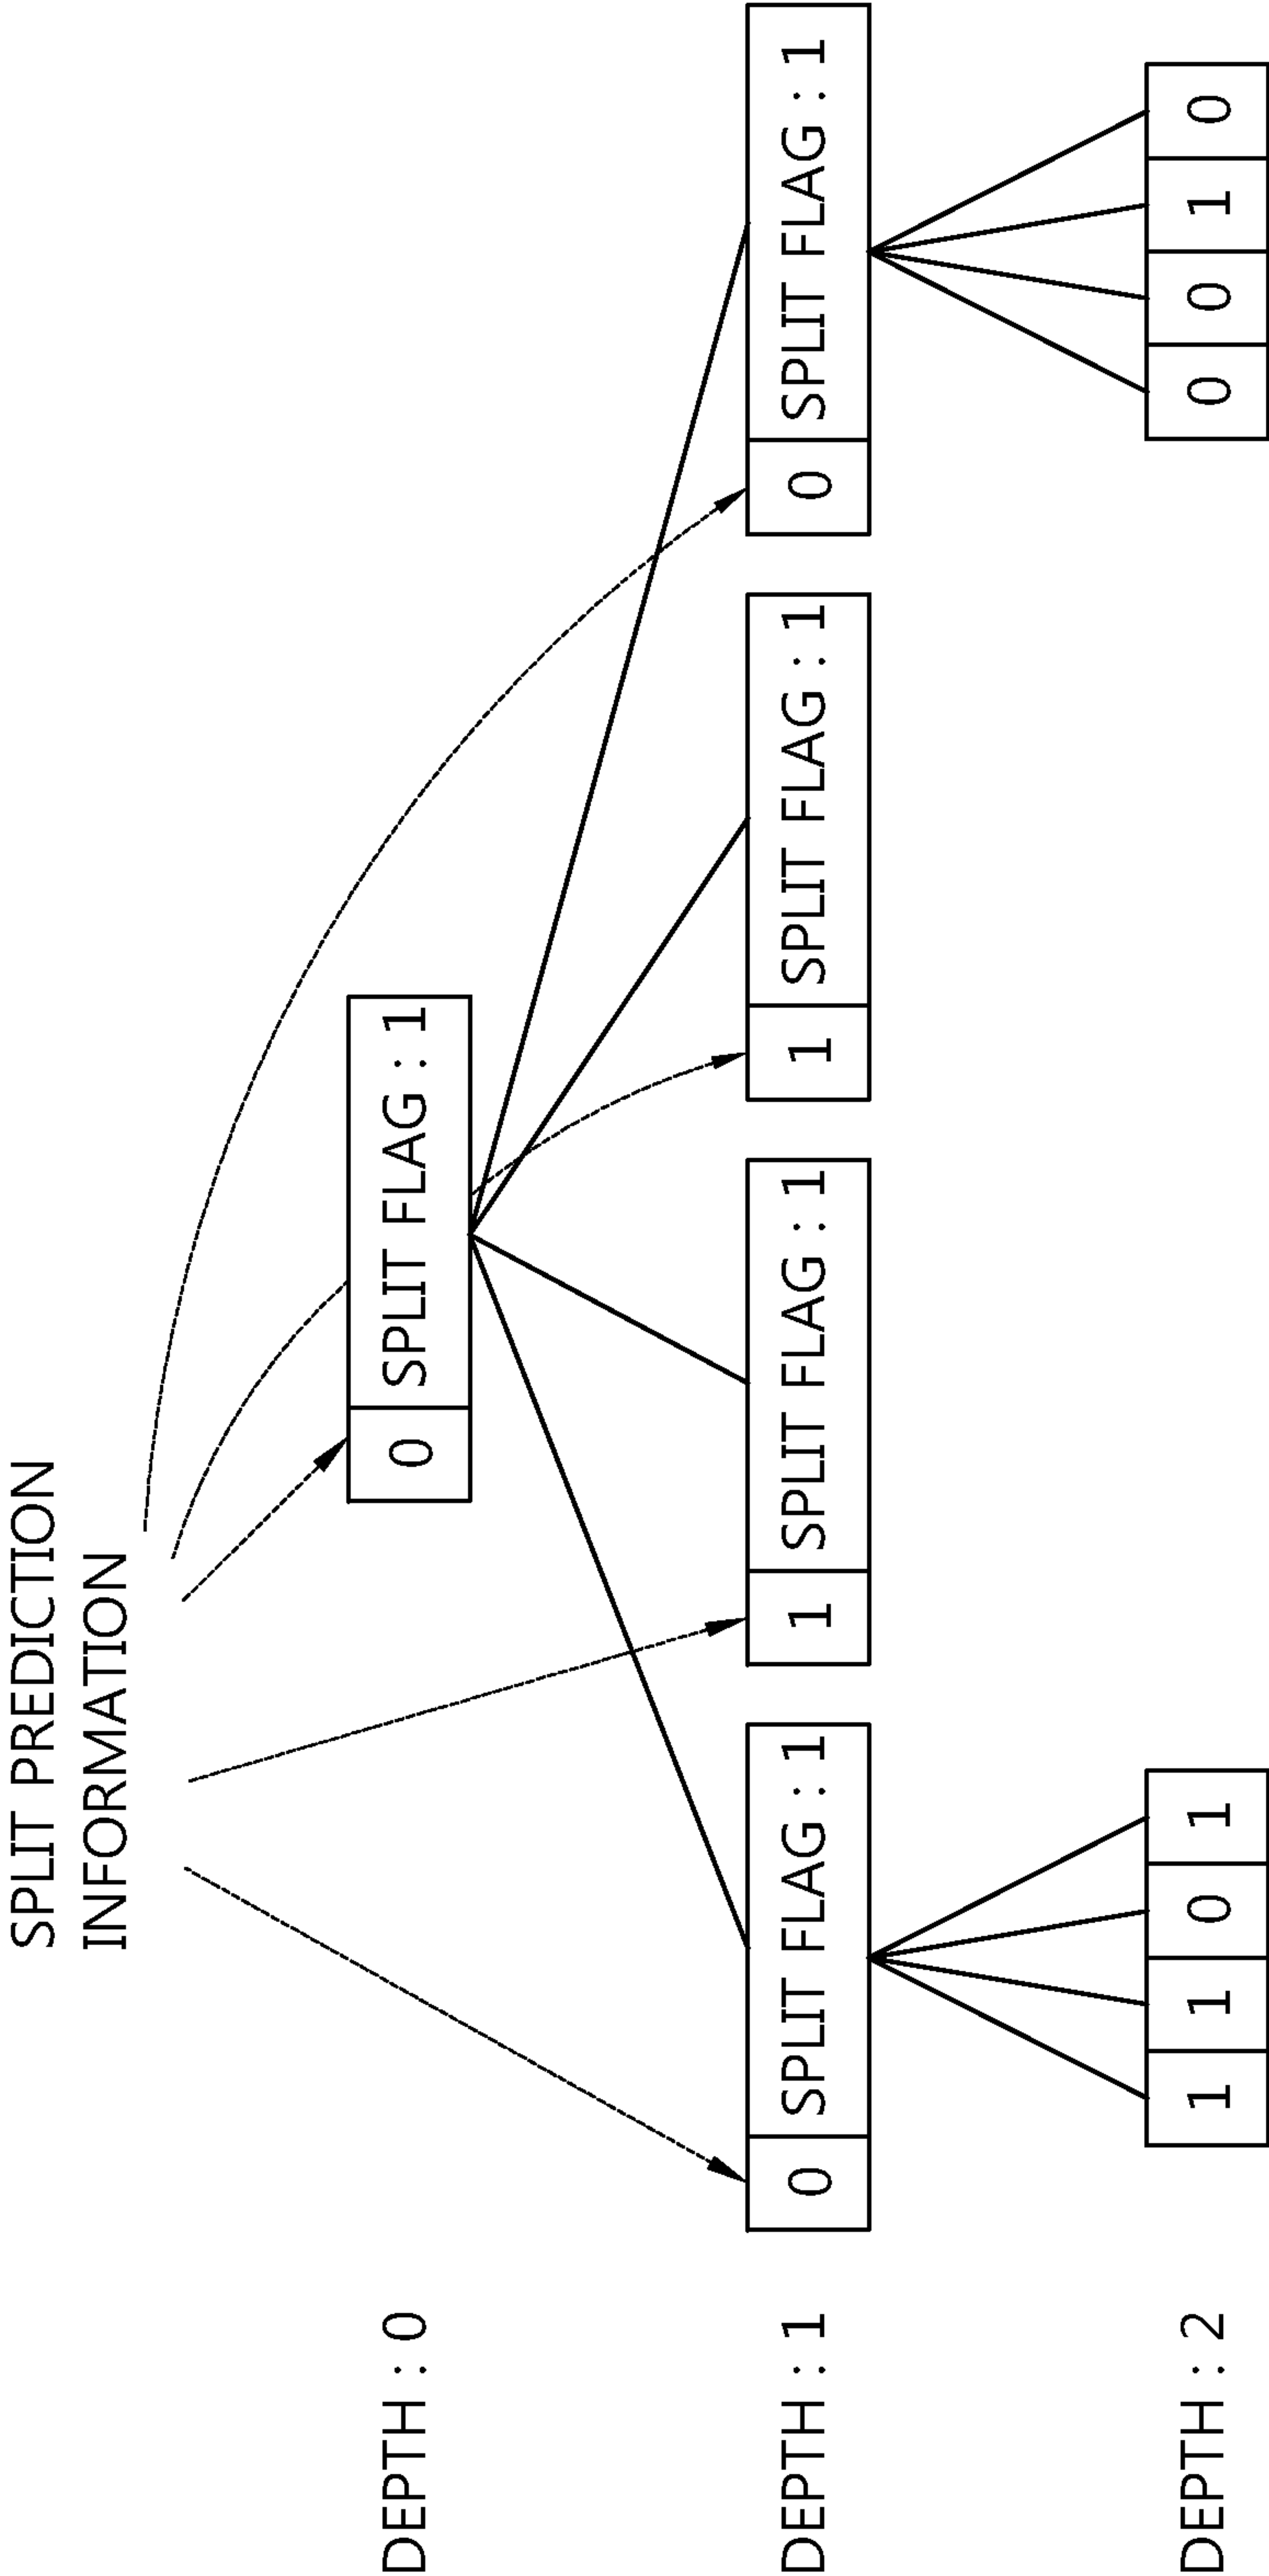 SPLIT PREDICTION
INFORMATION
DEPTH : 0 0 SPLIT FLAG : 1
DEPTH : 1 0 SPLIT FLAG : 1 1 SPLIT FLAG : 1 1 SPLIT FLAG : 1 0 SPLIT FLAG : 1
DEPTH : 2 1 1 0 1 0 0 1 0